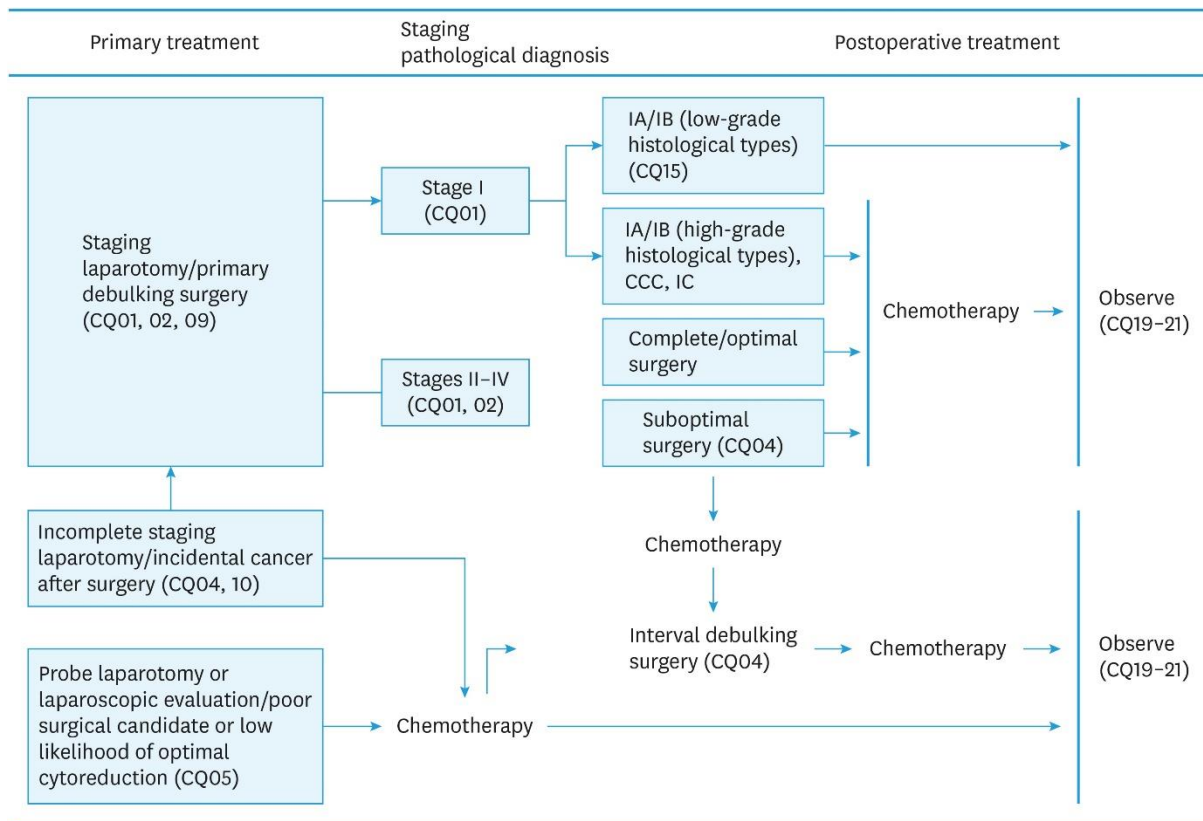 Primary treatment
Staging
pathological diagnosis
Postoperative treatment
Staging
laparotomy/primary
debulking surgery
(CQ01, 02, 09)
Stage I
(CQ01)
Stages II–IV
(CQ01, 02)
IA/IB (low-grade
histological types)
(CQ15)
IA/IB (high-grade
histological types),
CCC, IC
Complete/optimal
surgery
Suboptimal
surgery (CQ04)
Chemotherapy
Observe
(CQ19–21)
Incomplete staging
laparotomy/incidental cancer
after surgery (CQ04, 10)
Probe laparotomy or
laparoscopic evaluation/poor
surgical candidate or low
likelihood of optimal
cytoreduction (CQ05)
Chemotherapy
Chemotherapy
Interval debulking
surgery (CQ04)
Chemotherapy
Observe
(CQ19–21)